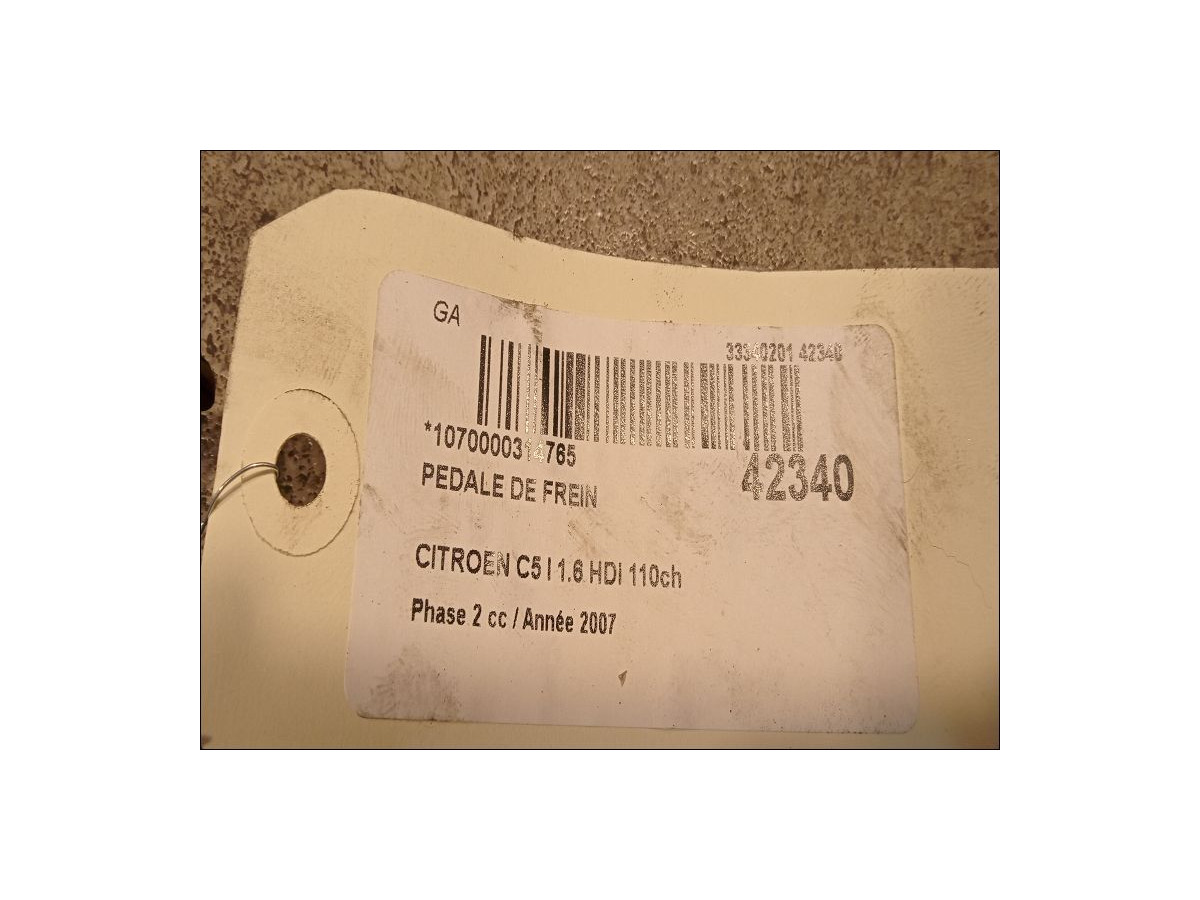 GA
33340201 42340
*1070000314765
42340
PEDALE DE FREIN
CITROEN C5 I 1.6 HDI 110ch
Phase 2 cc / Année 2007